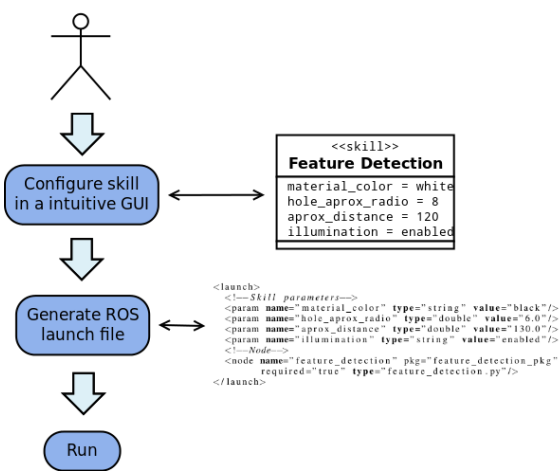 <<skill>>
Feature Detection
Configure skill
in a intuitive GUI
material_color = white
hole_aprox_radio = 8
aprox_distance = 120
illumination = enabled
Generate ROS
launch file
<launch>
<!--Skill parameters-->
<param name="material_color" type="string" value="black"/>
<param name="hole_aprox_radio" type="double" value="6.0"/>
<param name="aprox_distance" type="double" value="130.0"/>
<param name="illumination" type="string" value="enabled"/>
<!--Node-->
<node name="feature_detection" pkg="feature_detection_pkg"
required="true" type="feature_detection.py"/>
</launch>
Run